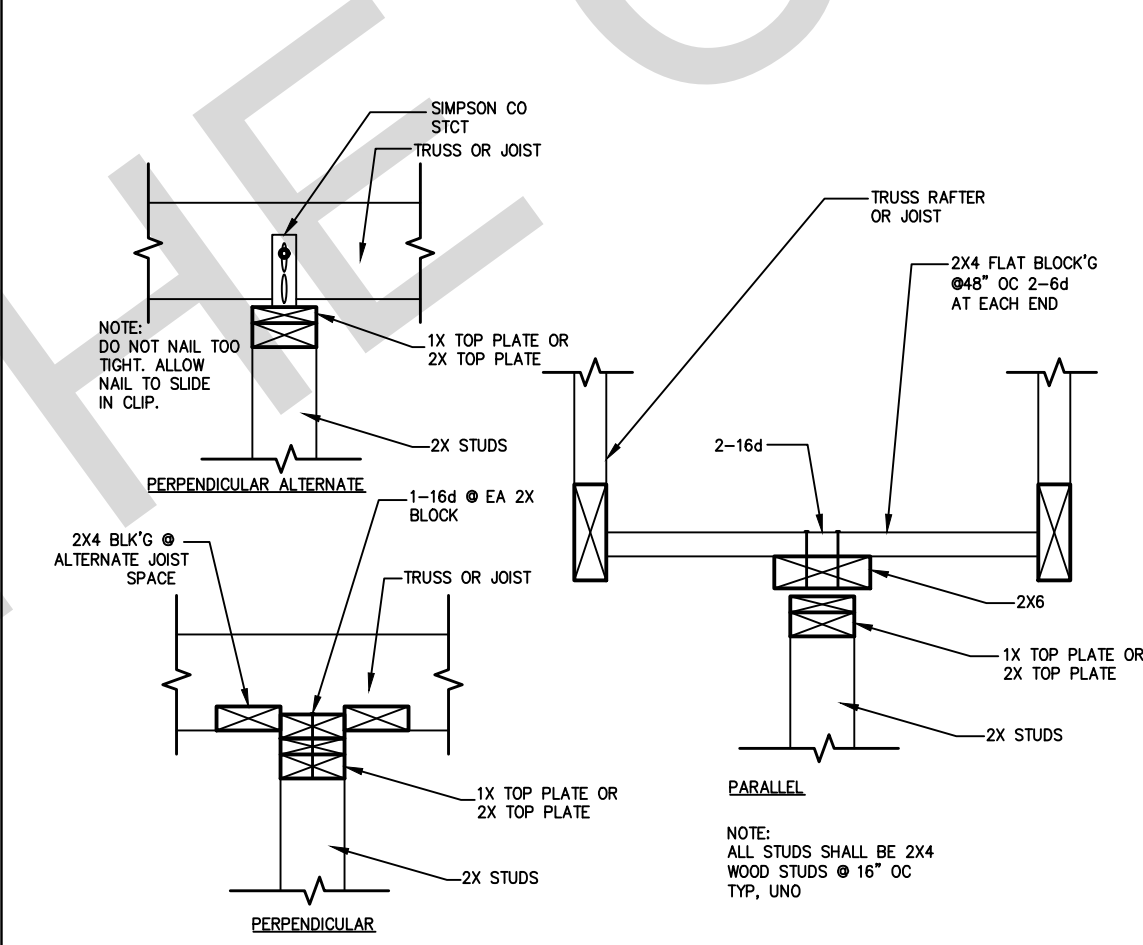 SIMPSON CO
STCT
TRUSS OR JOIST
NOTE:
DO NOT NAIL TOO
TIGHT. ALLOW
NAIL TO SLIDE
IN CLIP.
1X TOP PLATE OR
2X TOP PLATE
2X STUDS
PERPENDICULAR ALTERNATE
1-16d @ EA 2X
BLOCK
2X4 BLK'G @
ALTERNATE JOIST
SPACE
TRUSS OR JOIST
1X TOP PLATE OR
2X TOP PLATE
2X STUDS
PERPENDICULAR
TRUSS RAFTER
OR JOIST
2X4 FLAT BLOCK'G
@48" OC 2-6d
AT EACH END
2-16d
2X6
1X TOP PLATE OR
2X TOP PLATE
2X STUDS
PARALLEL
NOTE:
ALL STUDS SHALL BE 2X4
WOOD STUDS @ 16" OC
TYP, UNO